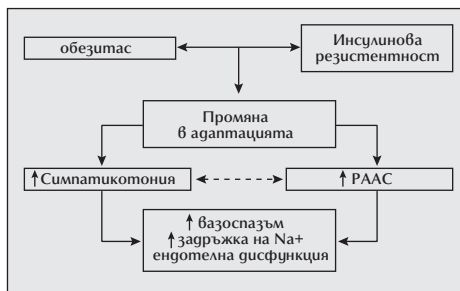 обезитас
Инсулинова
резистентност
Промяна
в адаптацията
↑ Симпатикотония
↑ РААС
↑ вазоспазъм
↑ задръжка на Na+
ендотелна дисфункция